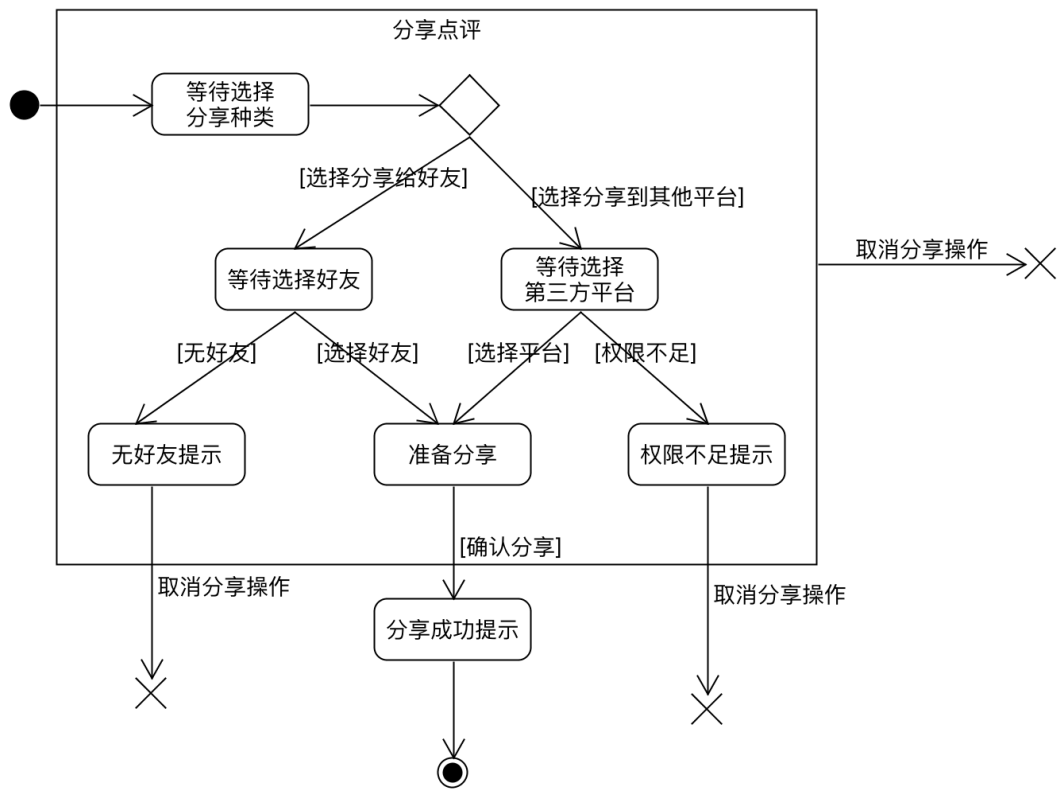 分享点评
等待选择
分享种类
[选择分享给好友]
[选择分享到其他平台]
取消分享操作
等待选择好友
等待选择
第三方平台
[无好友]
[选择好友]
[选择平台]
[权限不足]
无好友提示
准备分享
权限不足提示
[确认分享]
取消分享操作
取消分享操作
分享成功提示